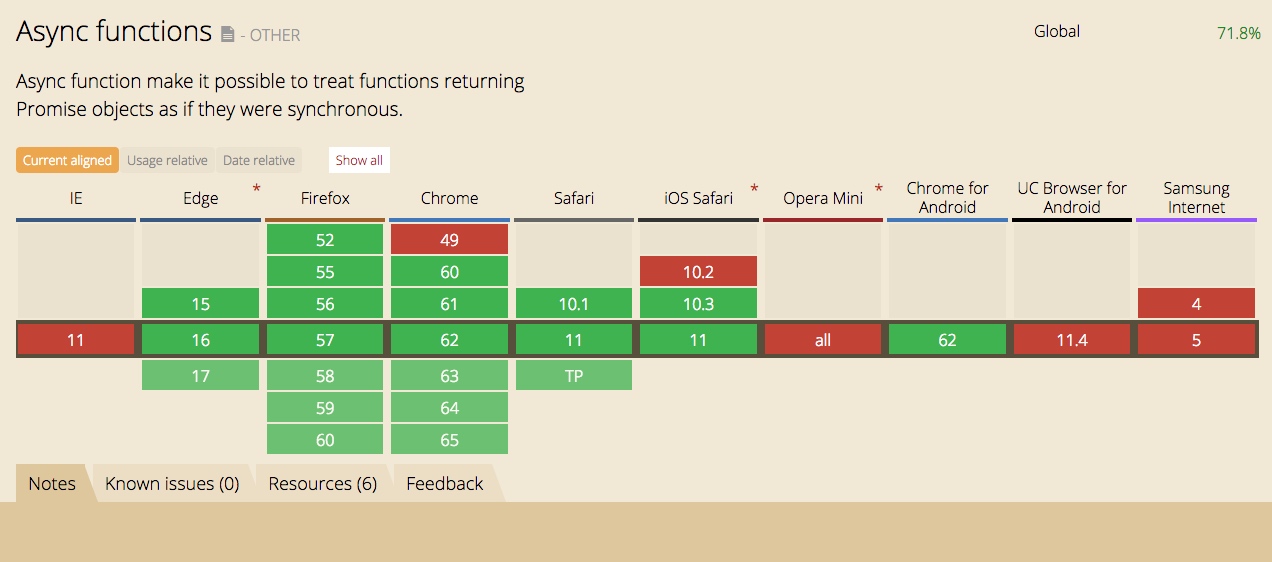 Async functions - OTHER
Global 71.8%
Async function make it possible to treat functions returning
Promise objects as if they were synchronous.
Current aligned Usage relative Date relative Show all
IE Edge * Firefox Chrome Safari iOS Safari * Opera Mini * Chrome for Android UC Browser for Android Samsung Internet
52 49
55 60 10.2
15 56 61 10.1 10.3 4
11 16 57 62 11 11 all 62 11.4 5
17 58 63 TP
59 64
60 65
Notes Known issues (0) Resources (6) Feedback